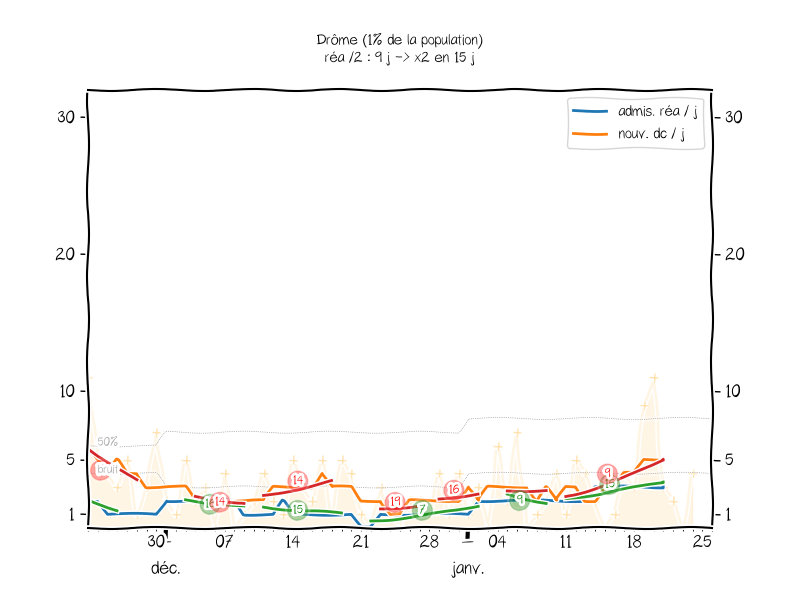 Drôme (1% de la population)
réa /2 : 9 j -> x2 en 15 j
admis. réa / j
nouv. dc / j
30 30
20 20
10 10
50%
bruit
5 5
14 14 19 16 9
15 7 9 15
1 1
30 07 14 21 28 04 11 18 25
déc. janv.